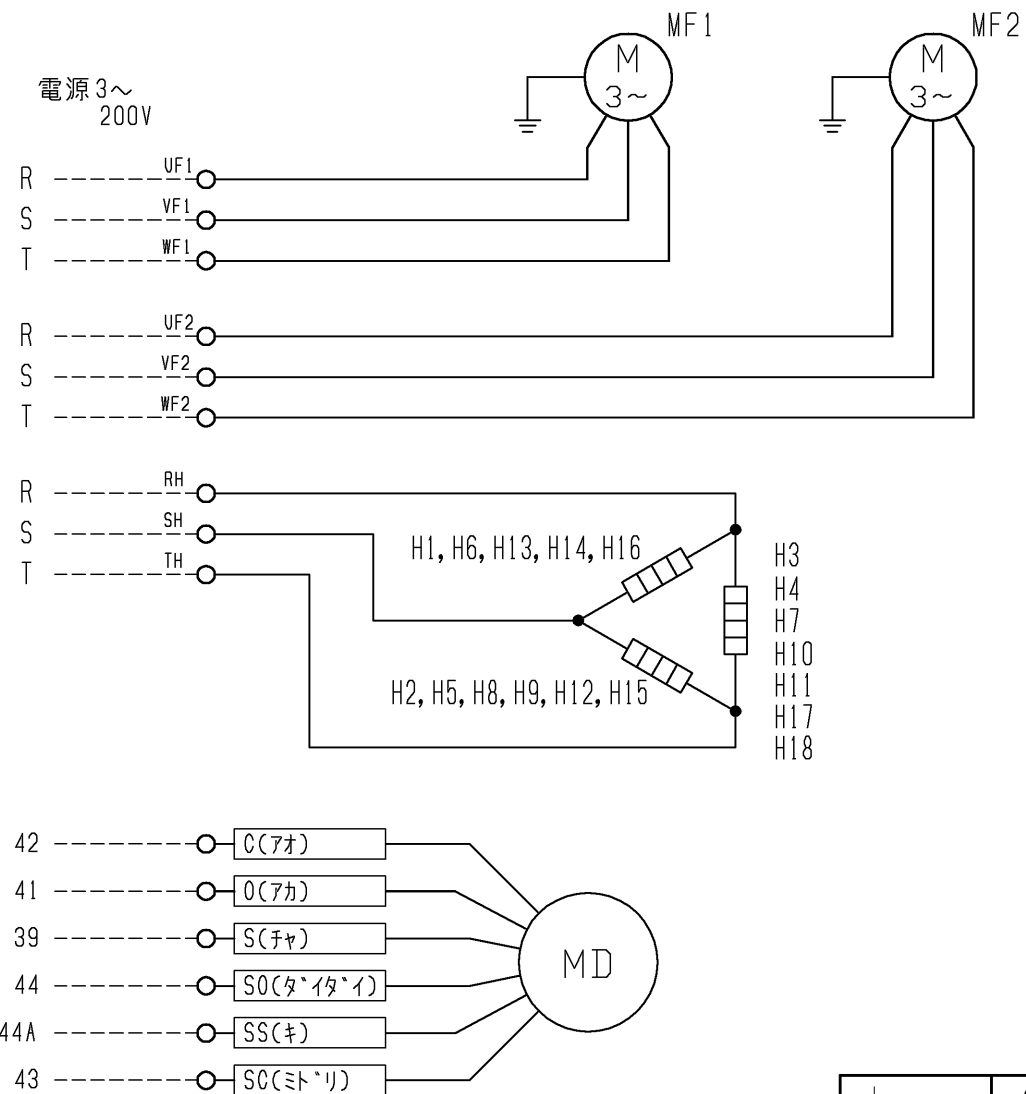 MF1
MF2
M
3~
M
3~
電源3~
200V
R UF1
S VF1
T WF1
R UF2
S VF2
T WF2
R RH
S SH
T TH
H1, H6, H13, H14, H16
H3
H4
H7
H10
H11
H17
H18
H2, H5, H8, H9, H12, H15
42 C(アオ)
41 O(アカ)
39 S(チャ)
44 SO(ダイダイ)
44A SS(キ)
43 SC(ミドリ)
MD